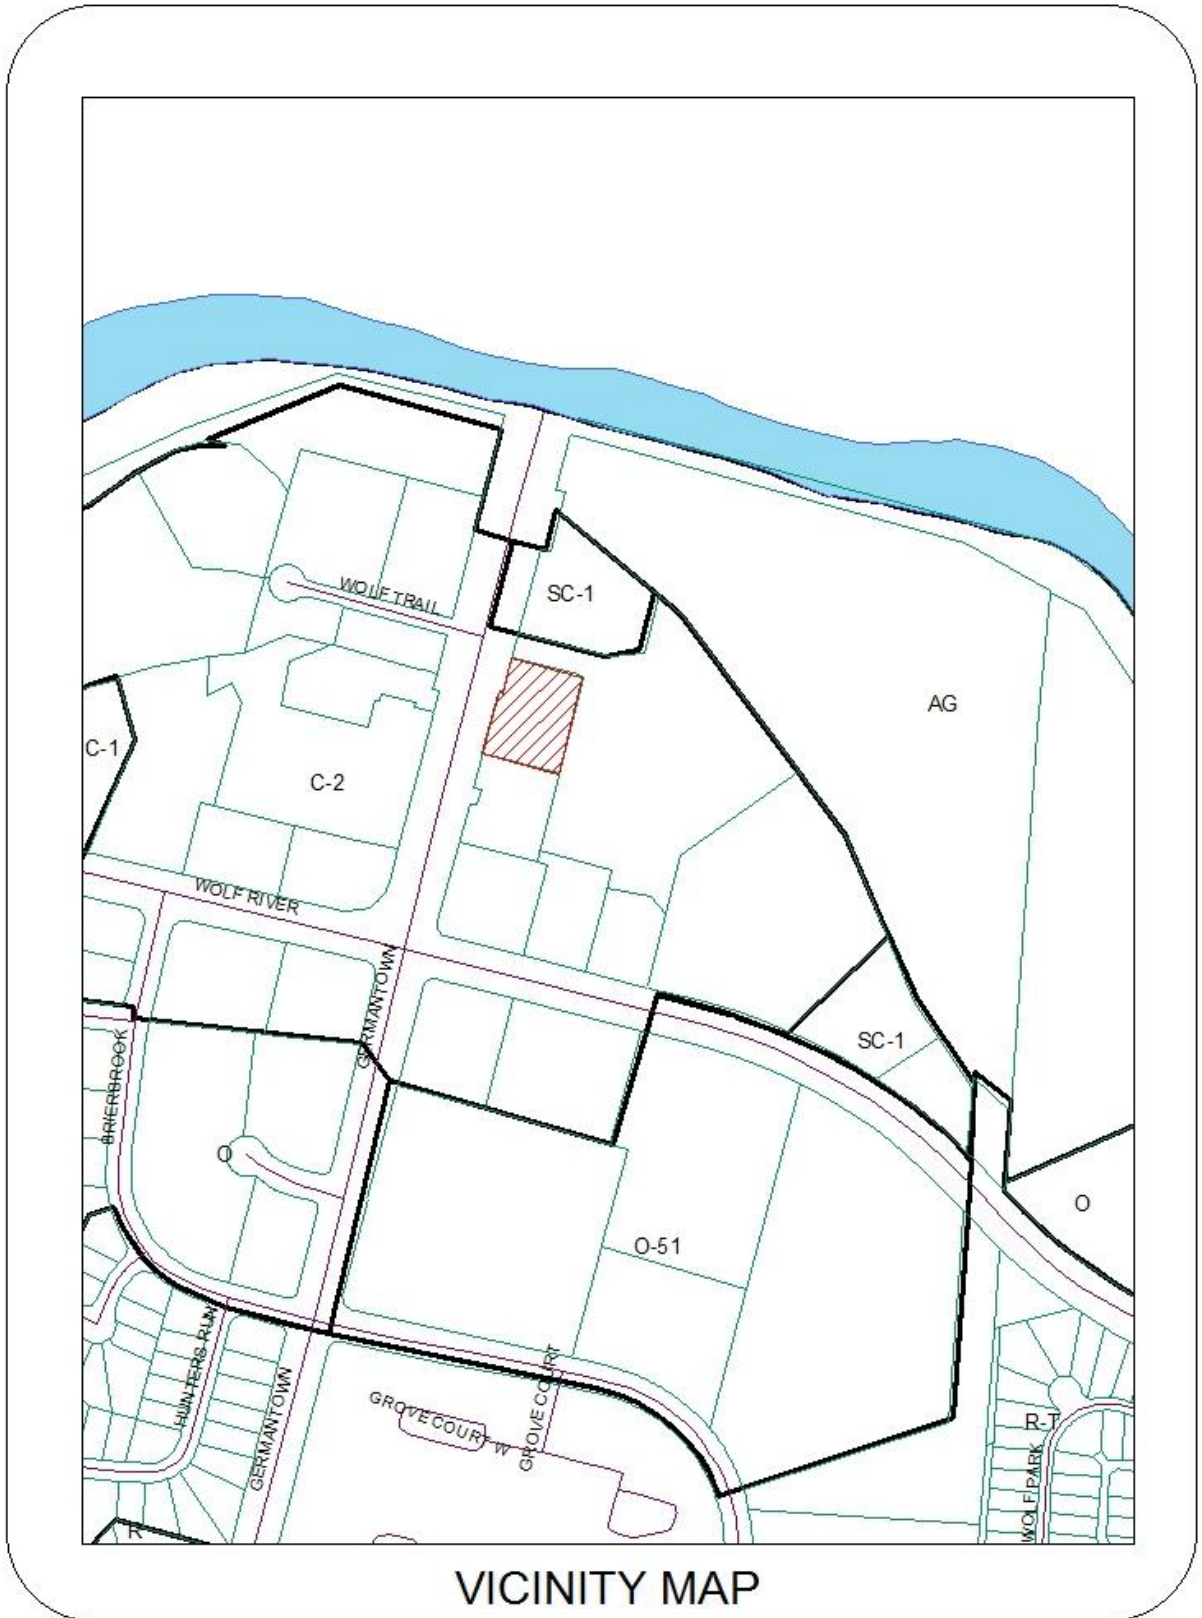 WOLF TRAIL
SC-1
AG
C-1
C-2
WOLF RIVER
GERMANTOWN
SC-1
BRIERBROOK
O
O
O-51
HUNTERS RUN
GERMANTOWN
GROVE COURT W
GROVE COURT
R-T
WOLF PARK
R
VICINITY MAP